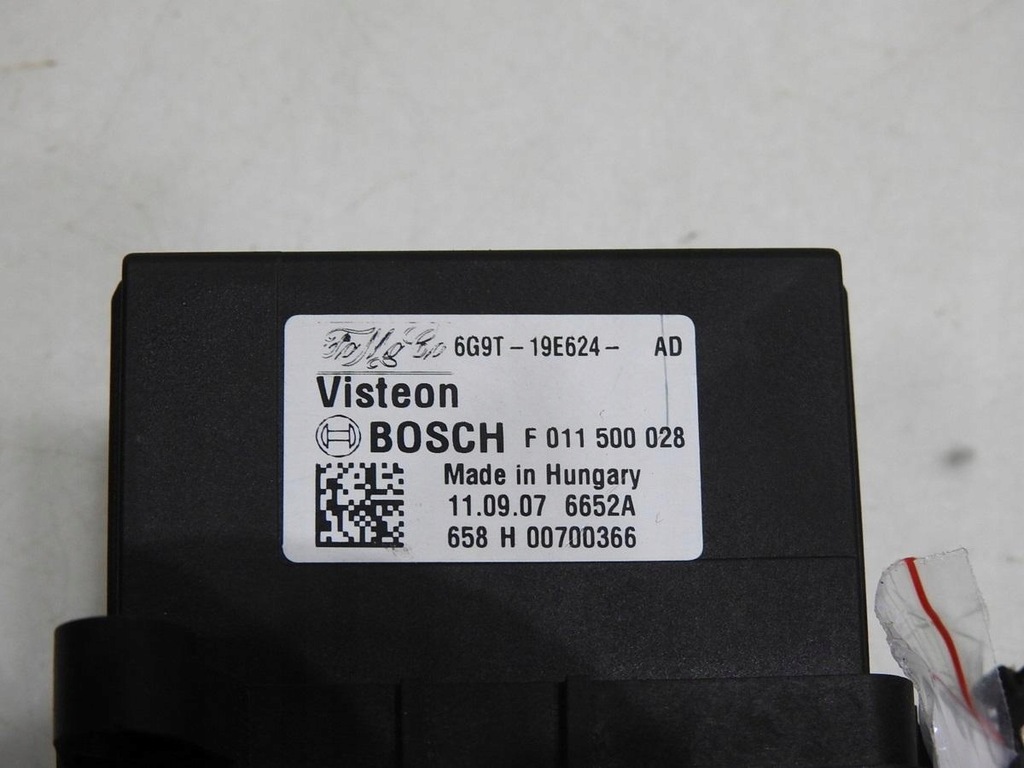 FoMoCo 6G9T - 19E624 - AD
Visteon
BOSCH F 011 500 028
Made in Hungary
11.09.07 6652A
658 H 00700366